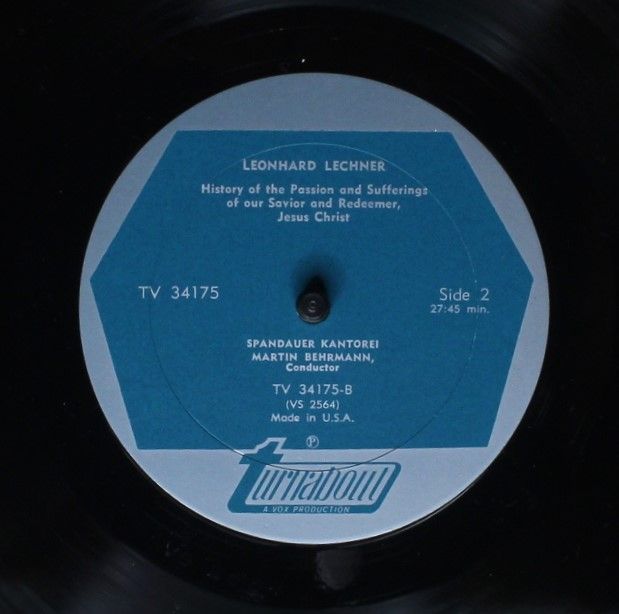 LEONHARD LECHNER
History of the Passion and Sufferings
of our Savior and Redeemer,
Jesus Christ
TV 34175
Side 2
27:45 min.
SPANDAUER KANTOREI
MARTIN BEHRMANN,
Conductor
TV 34175-B
(VS 2564)
Made in U.S.A.
℗
turnabout
A VOX PRODUCTION